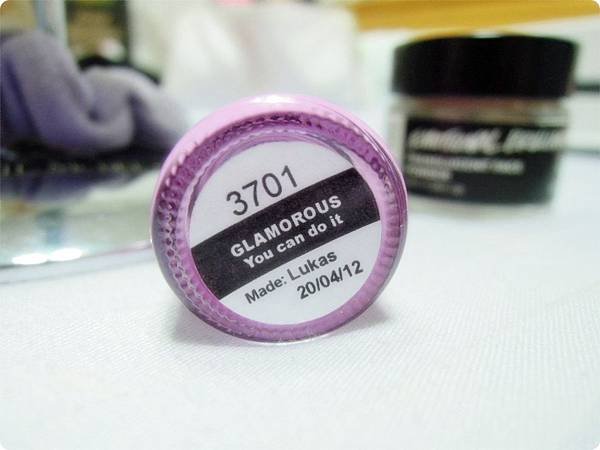 3701
GLAMOROUS
You can do it
Made: Lukas
20/04/12